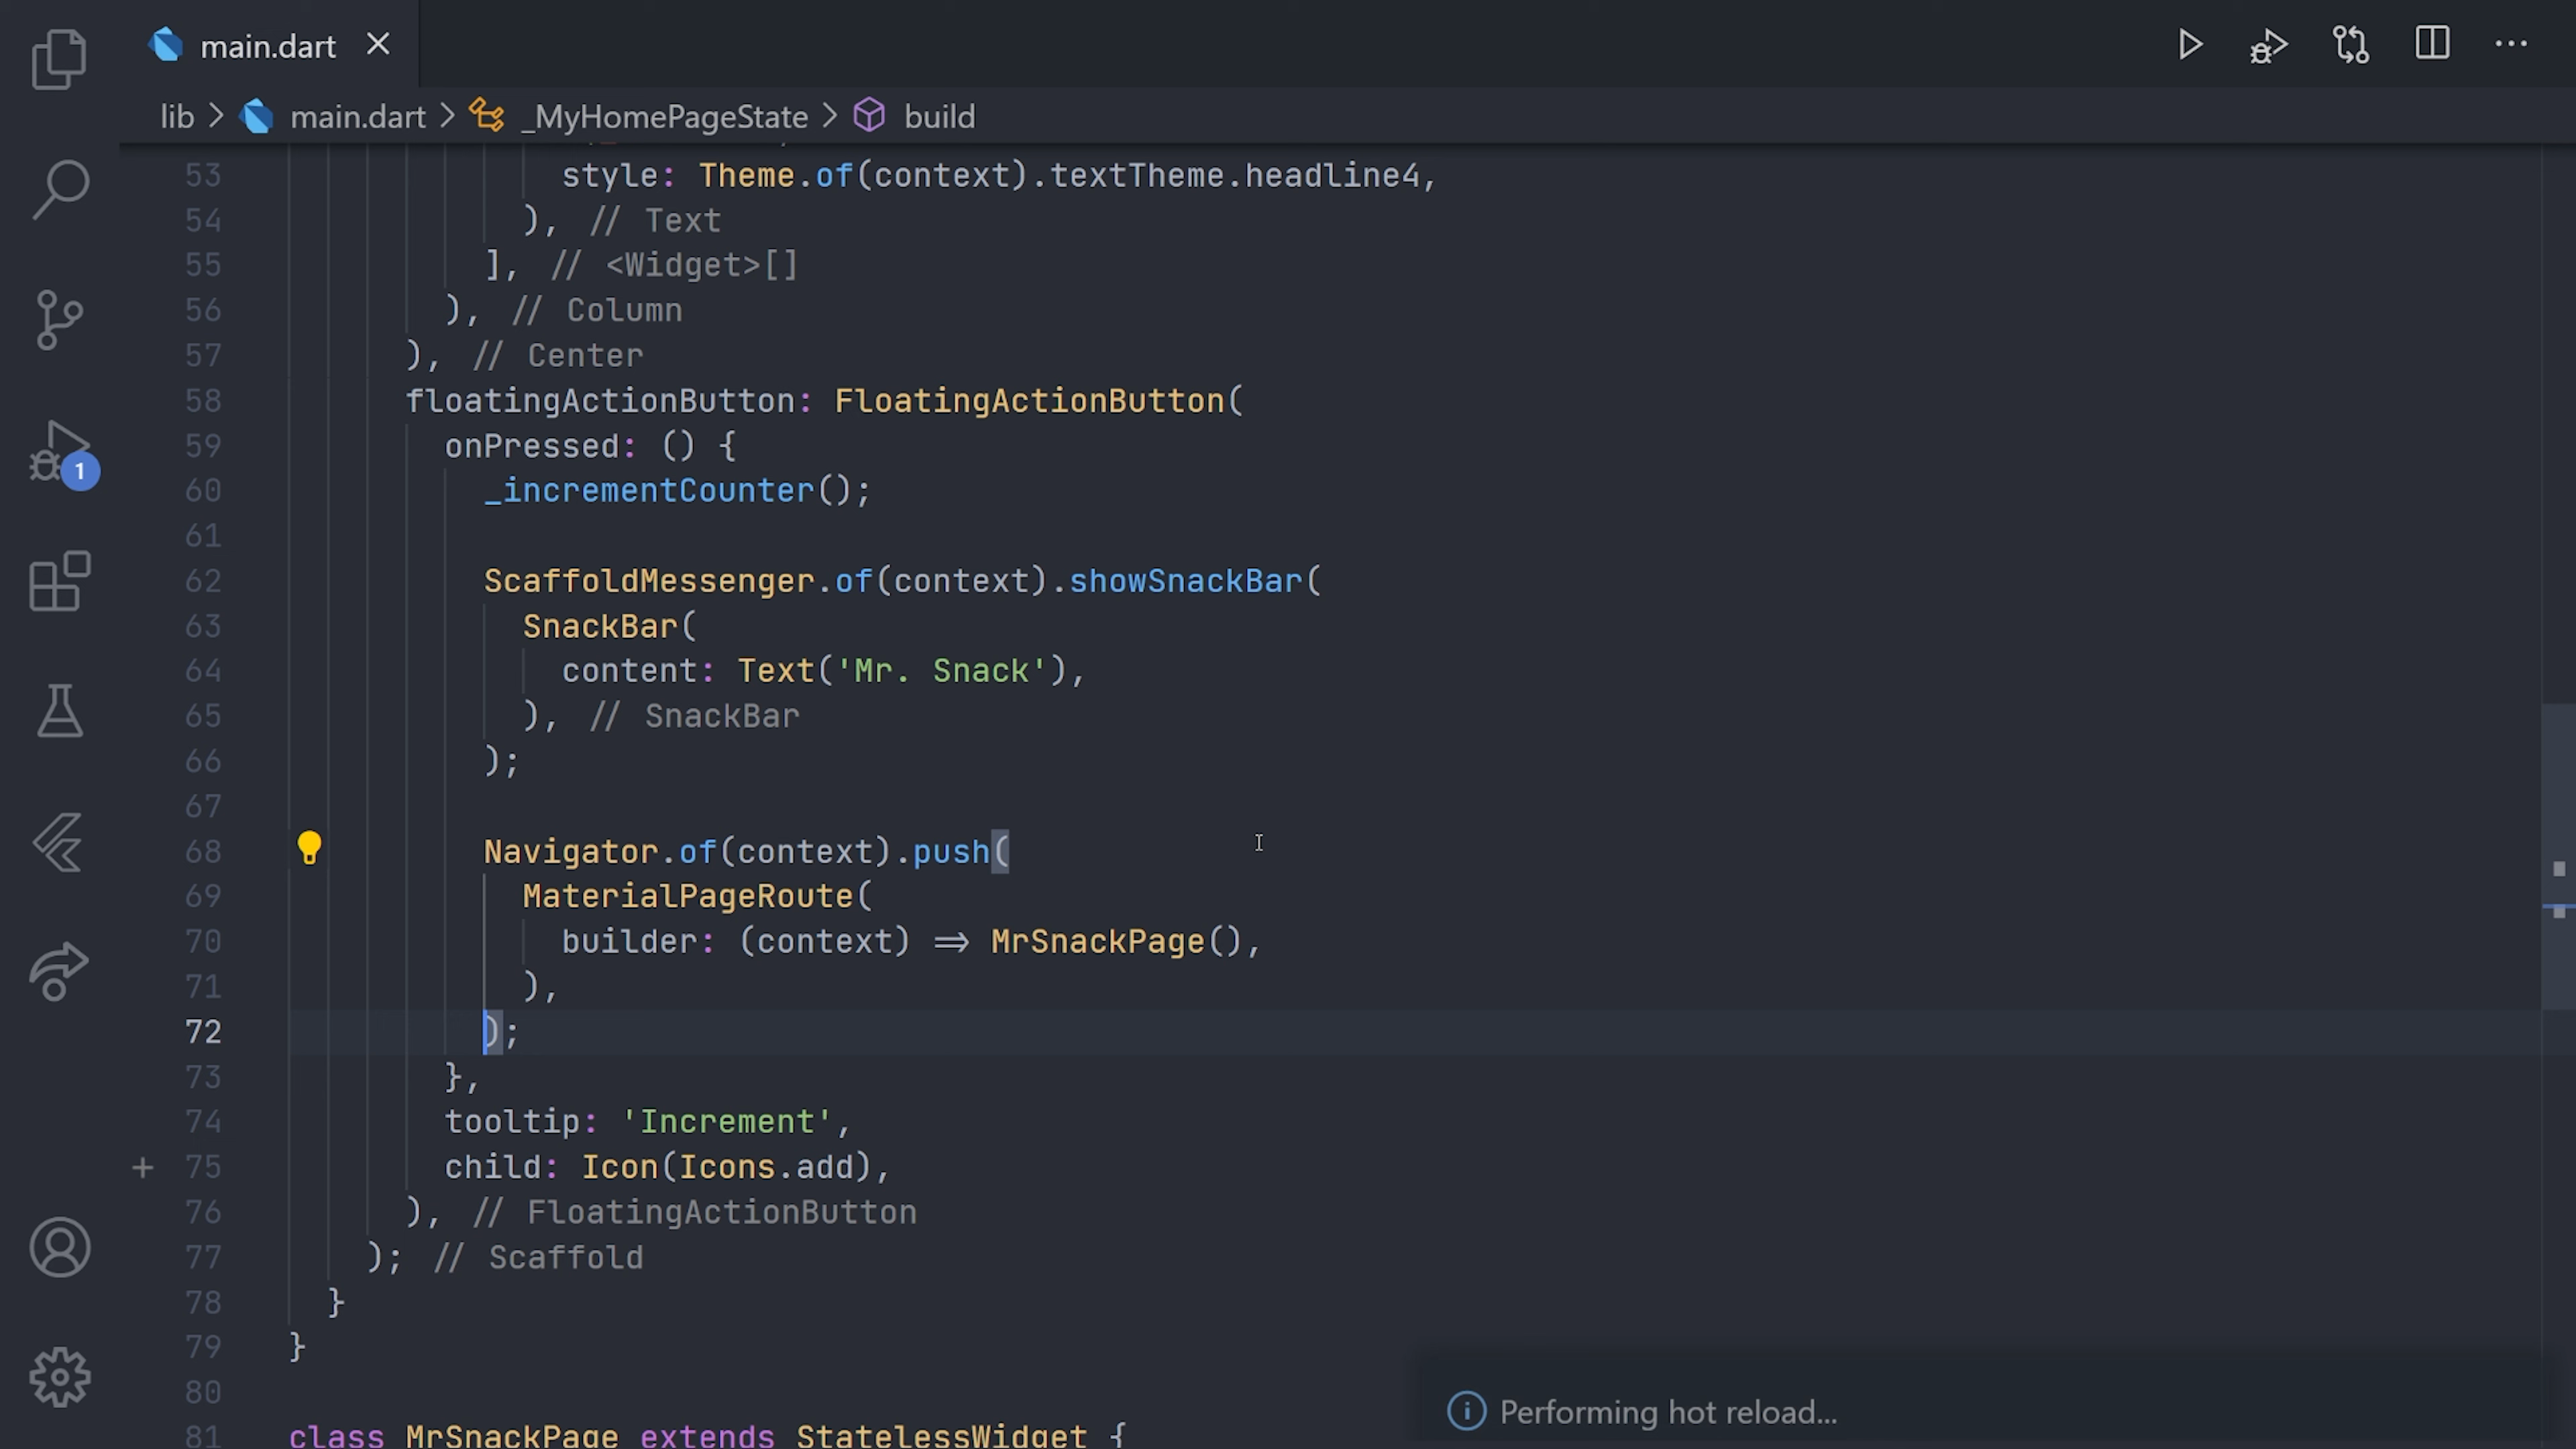 main.dart
lib > main.dart > _MyHomePageState > build
53 style: Theme.of(context).textTheme.headline4,
54 ), // Text
55 ], // <Widget>[]
56 ), // Column
57 ), // Center
58 floatingActionButton: FloatingActionButton(
59 onPressed: () {
60 _incrementCounter();
61
62 ScaffoldMessenger.of(context).showSnackBar(
63 SnackBar(
64 content: Text('Mr. Snack'),
65 ), // SnackBar
66 );
67
68 Navigator.of(context).push(
69 MaterialPageRoute(
1
70 builder: (context) => MrSnackPage(),
71 ),
72 );
73 },
74 tooltip: 'Increment',
75 child: Icon(Icons.add),
76 ), // FloatingActionButton
77 ); // Scaffold
78 }
79 }
80
81 class MrSnackPage extends StatelessWidget {
Performing hot reload...